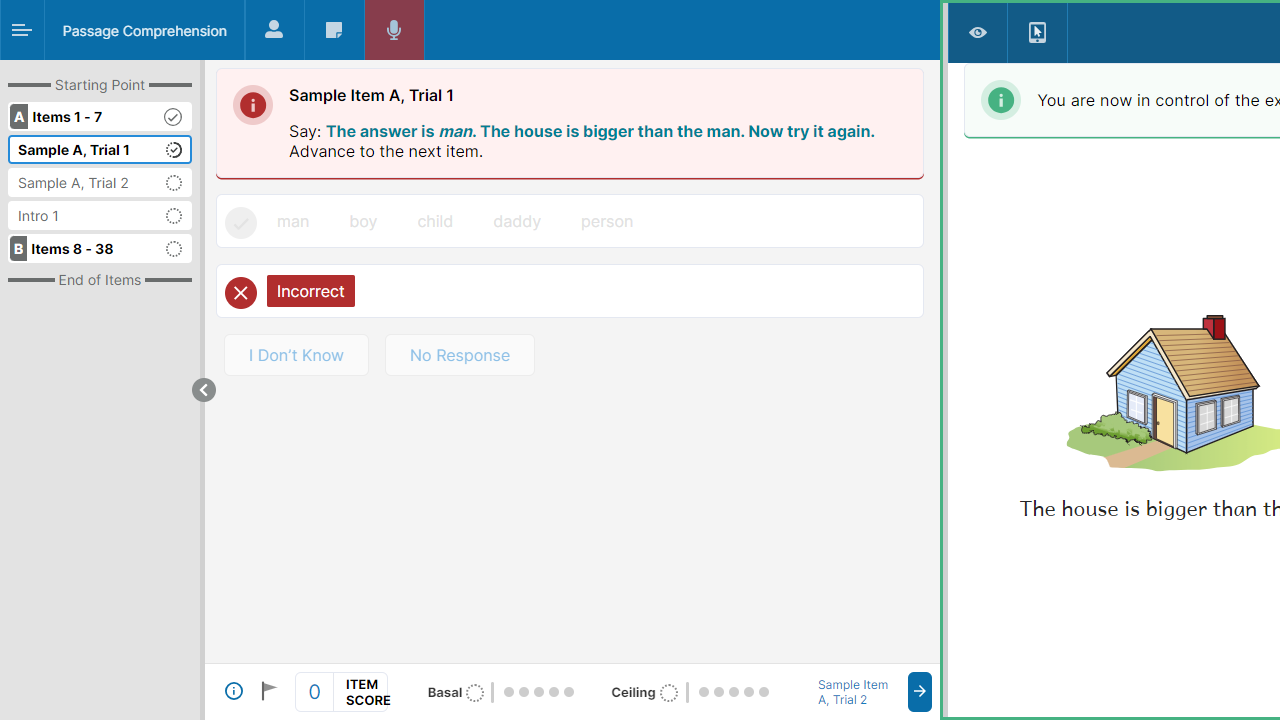 Passage Comprehension
Starting Point
A Items 1 - 7
Sample A, Trial 1
Sample A, Trial 2
Intro 1
B Items 8 - 38
End of Items
Sample Item A, Trial 1
Say: The answer is man. The house is bigger than the man. Now try it again.
Advance to the next item.
man boy child daddy person
Incorrect
I Don’t Know No Response
0 ITEM
SCORE
Basal
Ceiling
Sample Item
A, Trial 2
You are now in control of the
The house is bigger than